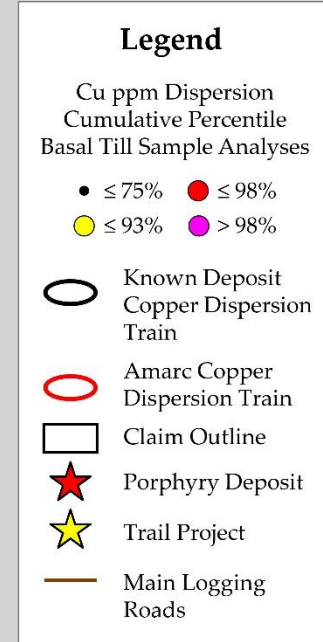 Legend
Cu ppm Dispersion
Cumulative Percentile
Basal Till Sample Analyses
≤ 75% ≤ 98%
≤ 93% > 98%
Known Deposit
Copper Dispersion
Train
Amarc Copper
Dispersion Train
Claim Outline
Porphyry Deposit
Trail Project
Main Logging
Roads